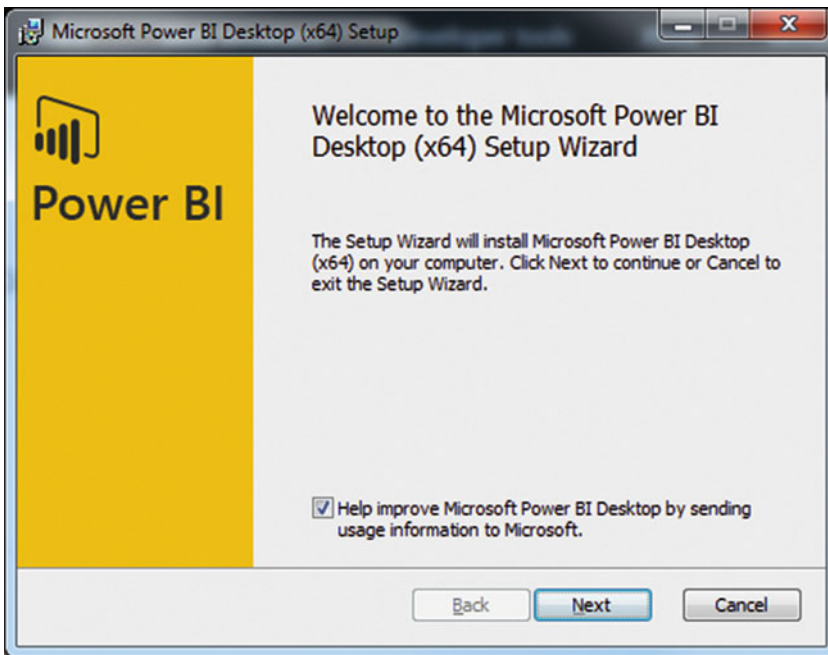 Microsoft Power BI Desktop (x64) Setup
Power BI
Welcome to the Microsoft Power BI
Desktop (x64) Setup Wizard
The Setup Wizard will install Microsoft Power BI Desktop
(x64) on your computer. Click Next to continue or Cancel to
exit the Setup Wizard.
Help improve Microsoft Power BI Desktop by sending
usage information to Microsoft.
Back
Next
Cancel